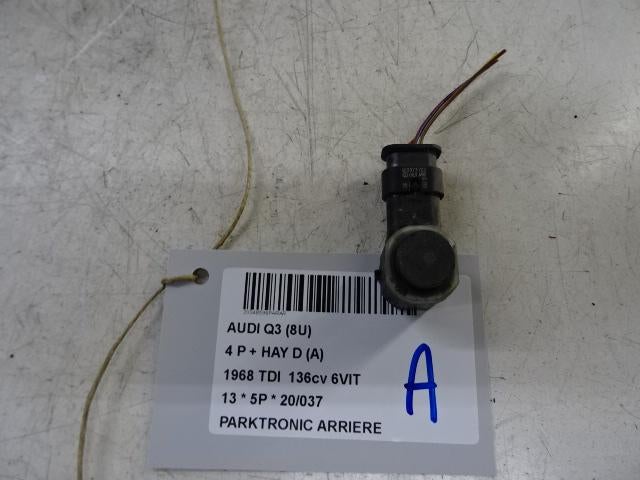 AUDI Q3 (8U)
4 P + HAY D (A)
1968 TDI 136cv 6VIT
13 * 5P * 20/037
PARKTRONIC ARRIERE
A